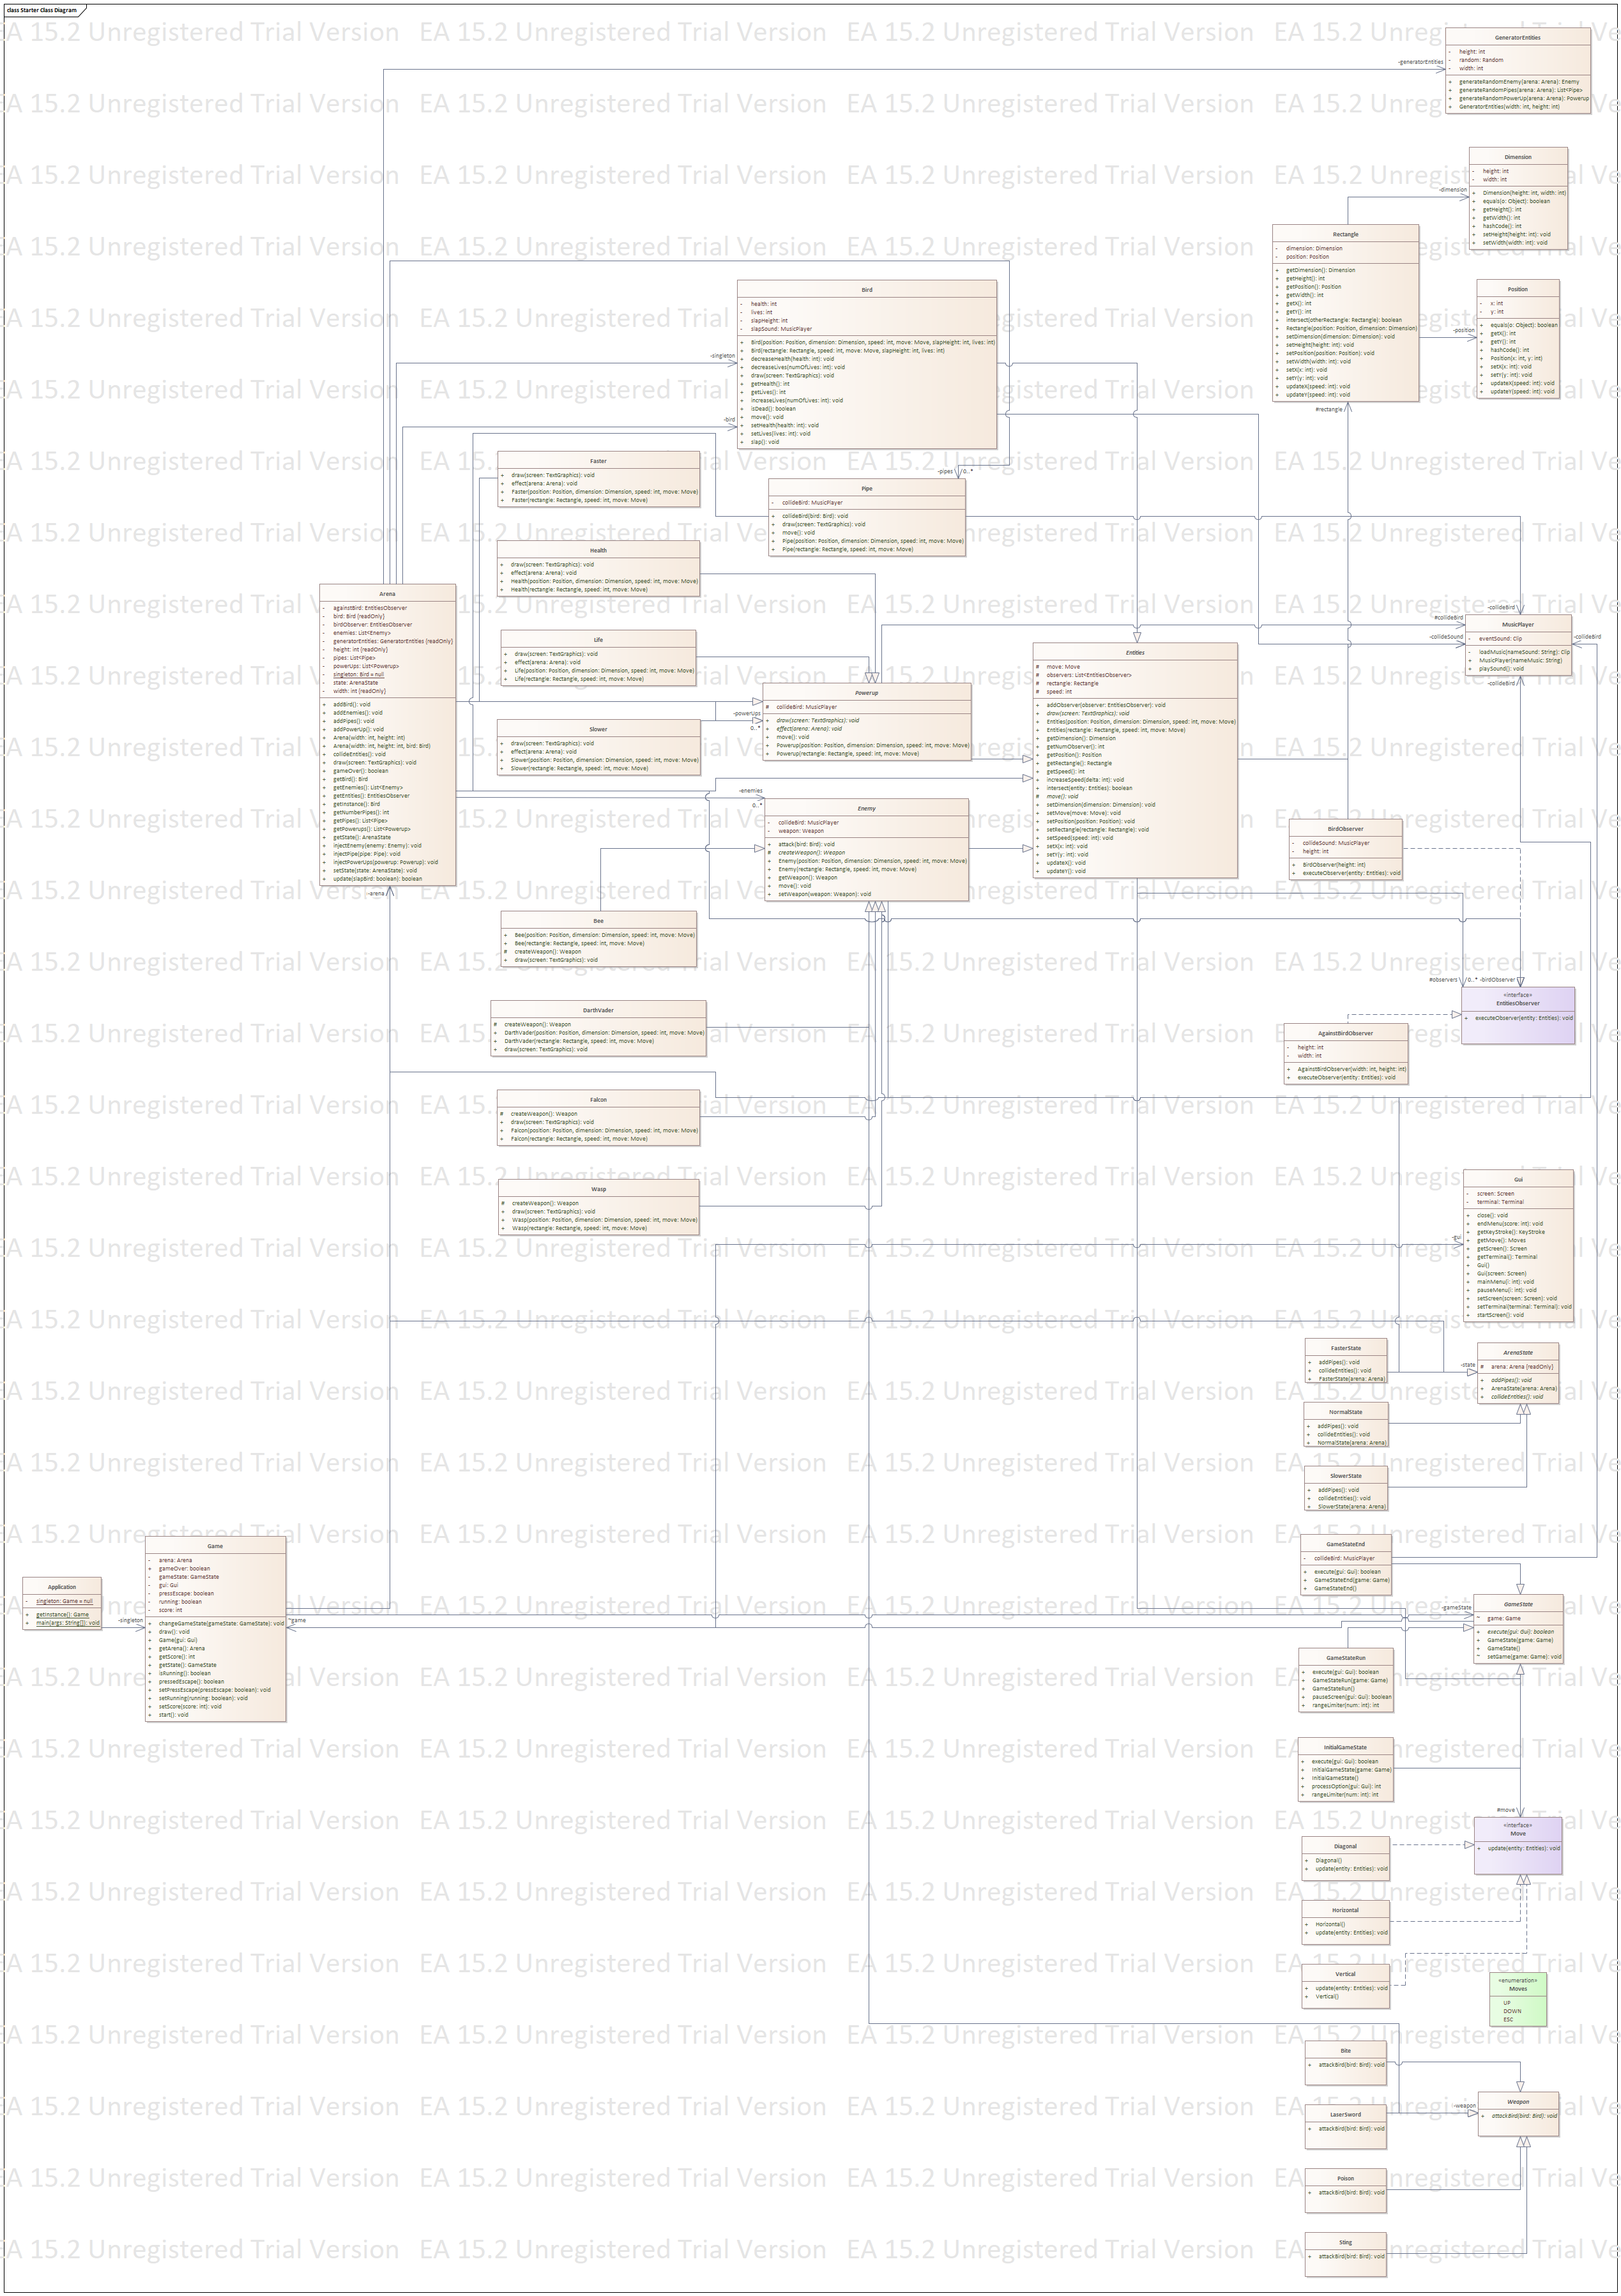 class Starter Class Diagram
EA 15.2 Unregistered Trial Version
GeneratorEntities
- height: int
- random: Random
- width: int
+ generateRandomEnemy(arena: Arena): Enemy
+ generateRandomPipes(arena: Arena): List<Pipe>
+ generateRandomPowerUp(arena: Arena): Powerup
+ GeneratorEntities(width: int, height: int)
-generatorEntities
Dimension
- height: int
- width: int
+ Dimension(height: int, width: int)
+ equals(o: Object): boolean
+ getHeight(): int
+ getWidth(): int
+ hashCode(): int
+ setHeight(height: int): void
+ setWidth(width: int): void
-dimension
Rectangle
- dimension: Dimension
- position: Position
+ getDimension(): Dimension
+ getHeight(): int
+ getPosition(): Position
+ getWidth(): int
+ getX(): int
+ getY(): int
+ intersect(otherRectangle: Rectangle): boolean
+ Rectangle(position: Position, dimension: Dimension)
+ setDimension(dimension: Dimension): void
+ setHeight(height: int): void
+ setPosition(position: Position): void
+ setWidth(width: int): void
+ setX(x: int): void
+ setY(y: int): void
+ updateX(speed: int): void
+ updateY(speed: int): void
#rectangle
Position
- x: int
- y: int
+ equals(o: Object): boolean
+ getX(): int
+ getY(): int
+ hashCode(): int
+ Position(x: int, y: int)
+ setX(x: int): void
+ setY(y: int): void
+ updateX(speed: int): void
+ updateY(speed: int): void
-position
Bird
- health: int
- lives: int
- slapHeight: int
- slapSound: MusicPlayer
+ Bird(position: Position, dimension: Dimension, speed: int, move: Move, slapHeight: int, lives: int)
+ Bird(rectangle: Rectangle, speed: int, move: Move, slapHeight: int, lives: int)
+ decreaseHealth(health: int): void
+ decreaseLives(numOfLives: int): void
+ draw(screen: TextGraphics): void
+ getHealth(): int
+ getLives(): int
+ increaseLives(numOfLives: int): void
+ isDead(): boolean
+ move(): void
+ setHealth(health: int): void
+ setLives(lives: int): void
+ slap(): void
-singleton
-bird
Faster
+ draw(screen: TextGraphics): void
+ effect(arena: Arena): void
+ Faster(position: Position, dimension: Dimension, speed: int, move: Move)
+ Faster(rectangle: Rectangle, speed: int, move: Move)
-pipes
0..*
Pipe
- collideBird: MusicPlayer
+ collideBird(bird: Bird): void
+ draw(screen: TextGraphics): void
+ move(): void
+ Pipe(position: Position, dimension: Dimension, speed: int, move: Move)
+ Pipe(rectangle: Rectangle, speed: int, move: Move)
Health
+ draw(screen: TextGraphics): void
+ effect(arena: Arena): void
+ Health(position: Position, dimension: Dimension, speed: int, move: Move)
+ Health(rectangle: Rectangle, speed: int, move: Move)
Arena
- againstBird: EntitiesObserver
- bird: Bird {readOnly}
- birdObserver: EntitiesObserver
- enemies: List<Enemy>
- generatorEntities: GeneratorEntities {readOnly}
- height: int {readOnly}
- pipes: List<Pipe>
- powerUps: List<Powerup>
- singleton: Bird = null
- state: ArenaState
- width: int {readOnly}
+ addBird(): void
+ addEnemies(): void
+ addPipes(): void
+ addPowerUp(): void
+ Arena(width: int, height: int)
+ Arena(width: int, height: int, bird: Bird)
+ collideEntities(): void
+ draw(screen: TextGraphics): void
+ gameOver(): boolean
+ getBird(): Bird
+ getEnemies(): List<Enemy>
+ getEntities(): EntitiesObserver
+ getInstance(): Bird
+ getNumberPipes(): int
+ getPipes(): List<Pipe>
+ getPowerups(): List<Powerup>
+ getState(): ArenaState
+ injectEnemy(enemy: Enemy): void
+ injectPipe(pipe: Pipe): void
+ injectPowerUps(powerup: Powerup): void
+ setState(state: ArenaState): void
+ update(slapBird: boolean): boolean
-arena
Life
+ draw(screen: TextGraphics): void
+ effect(arena: Arena): void
+ Life(position: Position, dimension: Dimension, speed: int, move: Move)
+ Life(rectangle: Rectangle, speed: int, move: Move)
Slower
+ draw(screen: TextGraphics): void
+ effect(arena: Arena): void
+ Slower(position: Position, dimension: Dimension, speed: int, move: Move)
+ Slower(rectangle: Rectangle, speed: int, move: Move)
-powerUps
0..*
Powerup
# collideBird: MusicPlayer
+ draw(screen: TextGraphics): void
+ effect(arena: Arena): void
+ move(): void
+ Powerup(position: Position, dimension: Dimension, speed: int, move: Move)
+ Powerup(rectangle: Rectangle, speed: int, move: Move)
Entities
# move: Move
# observers: List<EntitiesObserver>
# rectangle: Rectangle
# speed: int
+ addObserver(observer: EntitiesObserver): void
+ draw(screen: TextGraphics): void
+ Entities(position: Position, dimension: Dimension, speed: int, move: Move)
+ Entities(rectangle: Rectangle, speed: int, move: Move)
+ getDimension(): Dimension
+ getNumObserver(): int
+ getPosition(): Position
+ getRectangle(): Rectangle
+ getSpeed(): int
+ increaseSpeed(delta: int): void
+ intersect(entity: Entities): boolean
# move(): void
+ setDimension(dimension: Dimension): void
+ setMove(move: Move): void
+ setPosition(position: Position): void
+ setRectangle(rectangle: Rectangle): void
+ setSpeed(speed: int): void
+ setX(x: int): void
+ setY(y: int): void
+ updateX(): void
+ updateY(): void
-collideBird
#collideBird
-collideSound
-collideBird
-collideBird
MusicPlayer
- eventSound: Clip
+ loadMusic(nameSound: String): Clip
+ MusicPlayer(nameMusic: String)
+ playSound(): void
-enemies
0..*
Enemy
- collideBird: MusicPlayer
- weapon: Weapon
+ attack(bird: Bird): void
# createWeapon(): Weapon
+ Enemy(position: Position, dimension: Dimension, speed: int, move: Move)
+ Enemy(rectangle: Rectangle, speed: int, move: Move)
+ getWeapon(): Weapon
+ move(): void
+ setWeapon(weapon: Weapon): void
BirdObserver
- collideSound: MusicPlayer
- height: int
+ BirdObserver(height: int)
+ executeObserver(entity: Entities): void
Bee
+ Bee(position: Position, dimension: Dimension, speed: int, move: Move)
+ Bee(rectangle: Rectangle, speed: int, move: Move)
# createWeapon(): Weapon
+ draw(screen: TextGraphics): void
#observers
0..*
-birdObserver
«interface»
EntitiesObserver
+ executeObserver(entity: Entities): void
DarthVader
# createWeapon(): Weapon
+ DarthVader(position: Position, dimension: Dimension, speed: int, move: Move)
+ DarthVader(rectangle: Rectangle, speed: int, move: Move)
+ draw(screen: TextGraphics): void
AgainstBirdObserver
- height: int
- width: int
+ AgainstBirdObserver(width: int, height: int)
+ executeObserver(entity: Entities): void
Falcon
# createWeapon(): Weapon
+ draw(screen: TextGraphics): void
+ Falcon(position: Position, dimension: Dimension, speed: int, move: Move)
+ Falcon(rectangle: Rectangle, speed: int, move: Move)
Wasp
# createWeapon(): Weapon
+ draw(screen: TextGraphics): void
+ Wasp(position: Position, dimension: Dimension, speed: int, move: Move)
+ Wasp(rectangle: Rectangle, speed: int, move: Move)
Gui
- screen: Screen
- terminal: Terminal
+ close(): void
+ endMenu(score: int): void
+ getKeyStroke(): KeyStroke
+ getMove(): Moves
+ getScreen(): Screen
+ getTerminal(): Terminal
+ Gui()
+ Gui(screen: Screen)
+ mainMenu(i: int): void
+ pauseMenu(i: int): void
+ setScreen(screen: Screen): void
+ setTerminal(terminal: Terminal): void
+ startScreen(): void
-gui
FasterState
+ addPipes(): void
+ collideEntities(): void
+ FasterState(arena: Arena)
-state
ArenaState
# arena: Arena {readOnly}
+ addPipes(): void
+ ArenaState(arena: Arena)
+ collideEntities(): void
NormalState
+ addPipes(): void
+ collideEntities(): void
+ NormalState(arena: Arena)
SlowerState
+ addPipes(): void
+ collideEntities(): void
+ SlowerState(arena: Arena)
Application
- singleton: Game = null
+ getInstance(): Game
+ main(args: String[]): void
-singleton
Game
- arena: Arena
+ gameOver: boolean
- gameState: GameState
- gui: Gui
- pressEscape: boolean
- running: boolean
- score: int
+ changeGameState(gameState: GameState): void
+ draw(): void
+ Game(gui: Gui)
+ getArena(): Arena
+ getScore(): int
+ getState(): GameState
+ isRunning(): boolean
+ pressedEscape(): boolean
+ setPressEscape(pressEscape: boolean): void
+ setRunning(running: boolean): void
+ setScore(score: int): void
+ start(): void
~game
GameStateEnd
- collideBird: MusicPlayer
+ execute(gui: Gui): boolean
+ GameStateEnd(game: Game)
+ GameStateEnd()
-gameState
GameState
~ game: Game
+ execute(gui: Gui): boolean
+ GameState(game: Game)
+ GameState()
~ setGame(game: Game): void
GameStateRun
+ execute(gui: Gui): boolean
+ GameStateRun(game: Game)
+ GameStateRun()
+ pauseScreen(gui: Gui): boolean
+ rangeLimiter(num: int): int
InitialGameState
+ execute(gui: Gui): boolean
+ InitialGameState(game: Game)
+ InitialGameState()
+ processOption(gui: Gui): int
+ rangeLimiter(num: int): int
#move
«interface»
Move
+ update(entity: Entities): void
Diagonal
+ Diagonal()
+ update(entity: Entities): void
Horizontal
+ Horizontal()
+ update(entity: Entities): void
Vertical
+ update(entity: Entities): void
+ Vertical()
«enumeration»
Moves
UP
DOWN
ESC
Bite
+ attackBird(bird: Bird): void
LaserSword
+ attackBird(bird: Bird): void
-weapon
Weapon
+ attackBird(bird: Bird): void
Poison
+ attackBird(bird: Bird): void
Sting
+ attackBird(bird: Bird): void